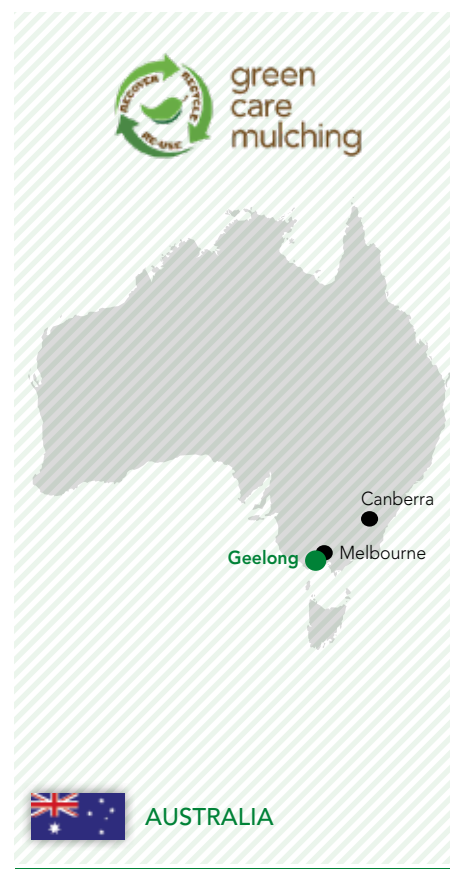 RECOVER
RECYCLE
RE-USE
green
care
mulching
Canberra
Melbourne
Geelong
AUSTRALIA